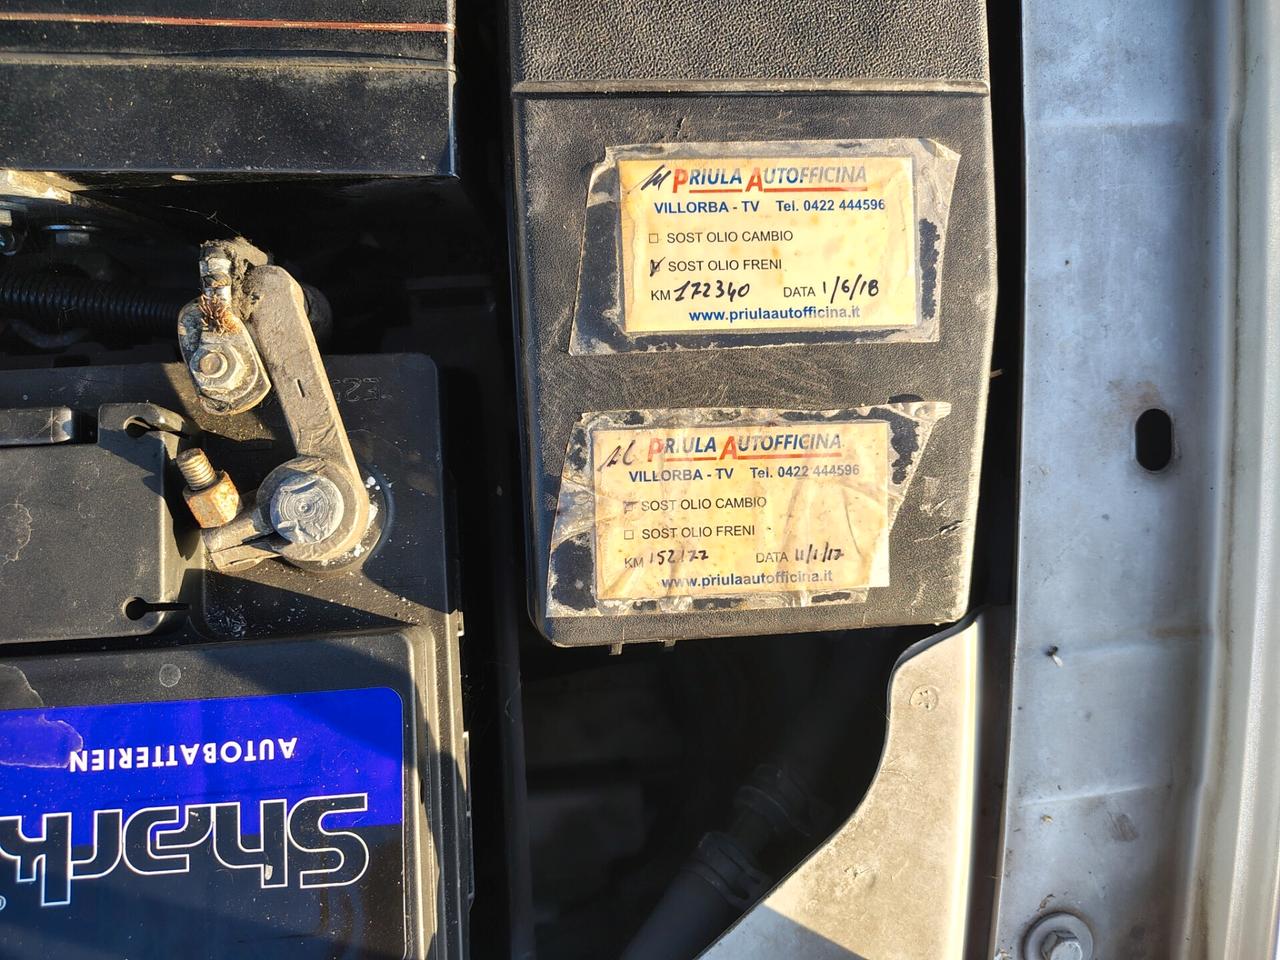 PRIULA AUTOFFICINA
VILLORBA - TV Tel. 0422 444596
SOST OLIO CAMBIO
SOST OLIO FRENI
KM 172340 DATA 1/6/18
www.priulaautofficina.it
PRIULA AUTOFFICINA
VILLORBA - TV Tel. 0422 444596
SOST OLIO CAMBIO
SOST OLIO FRENI
KM 152177 DATA 11/1/17
www.priulaautofficina.it
AUTOBATTERIEN
Shark